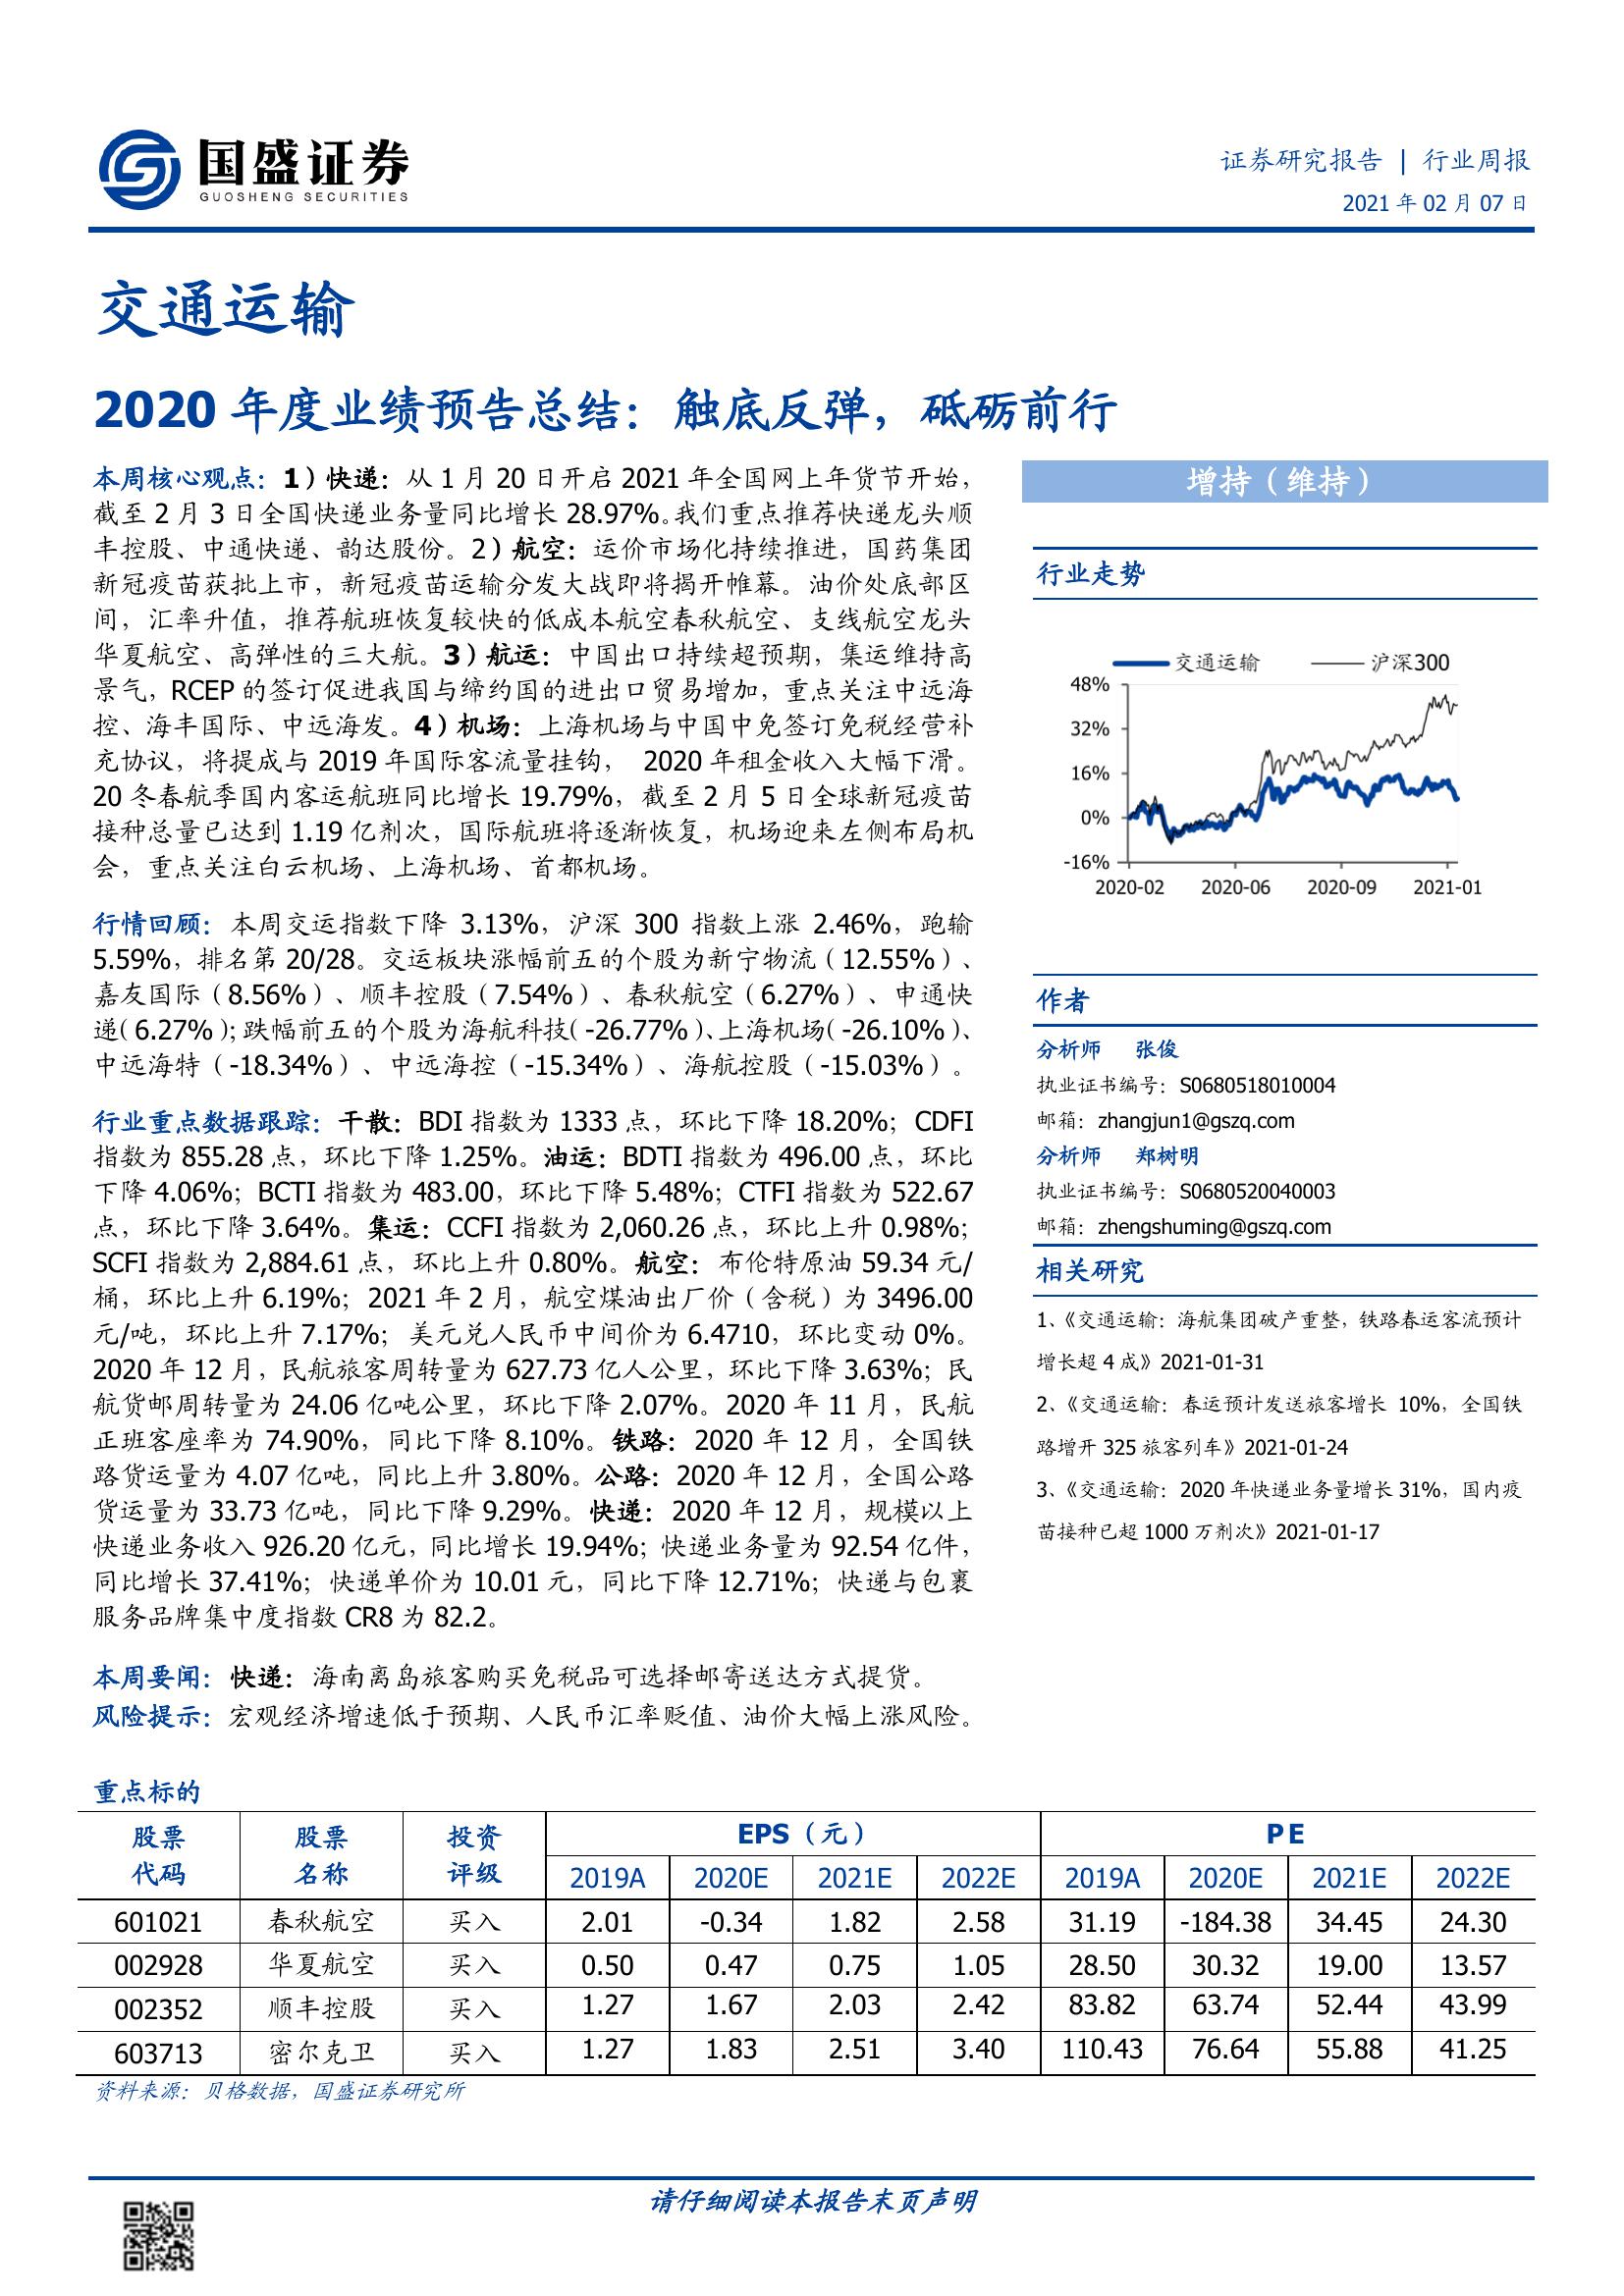 国盛证券
GUOSHENG SECURITIES
证券研究报告 | 行业周报
2021 年 02 月 07 日
交通运输
2020 年度业绩预告总结：触底反弹，砥砺前行
本周核心观点：1）快递：从 1 月 20 日开启 2021 年全国网上年货节开始，
截至 2 月 3 日全国快递业务量同比增长 28.97%。我们重点推荐快递龙头顺
丰控股、中通快递、韵达股份。2）航空：运价市场化持续推进，国药集团
新冠疫苗获批上市，新冠疫苗运输分发大战即将揭开帷幕。油价处底部区
间，汇率升值，推荐航班恢复较快的低成本航空春秋航空、支线航空龙头
华夏航空、高弹性的三大航。3）航运：中国出口持续超预期，集运维持高
景气，RCEP 的签订促进我国与缔约国的进出口贸易增加，重点关注中远海
控、海丰国际、中远海发。4）机场：上海机场与中国中免签订免税经营补
充协议，将提成与 2019 年国际客流量挂钩， 2020 年租金收入大幅下滑。
20 冬春航季国内客运航班同比增长 19.79%，截至 2 月 5 日全球新冠疫苗
接种总量已达到 1.19 亿剂次，国际航班将逐渐恢复，机场迎来左侧布局机
会，重点关注白云机场、上海机场、首都机场。
行情回顾：本周交运指数下降 3.13%，沪深 300 指数上涨 2.46%，跑输
5.59%，排名第 20/28。交运板块涨幅前五的个股为新宁物流（12.55%）、
嘉友国际（8.56%）、顺丰控股（7.54%）、春秋航空（6.27%）、申通快
递（6.27%）；跌幅前五的个股为海航科技（-26.77%）、上海机场（-26.10%）、
中远海特（-18.34%）、中远海控（-15.34%）、海航控股（-15.03%）。
行业重点数据跟踪：干散：BDI 指数为 1333 点，环比下降 18.20%；CDFI
指数为 855.28 点，环比下降 1.25%。油运：BDTI 指数为 496.00 点，环比
下降 4.06%；BCTI 指数为 483.00，环比下降 5.48%；CTFI 指数为 522.67
点，环比下降 3.64%。集运：CCFI 指数为 2,060.26 点，环比上升 0.98%；
SCFI 指数为 2,884.61 点，环比上升 0.80%。航空：布伦特原油 59.34 元/
桶，环比上升 6.19%；2021 年 2 月，航空煤油出厂价（含税）为 3496.00
元/吨，环比上升 7.17%；美元兑人民币中间价为 6.4710，环比变动 0%。
2020 年 12 月，民航旅客周转量为 627.73 亿人公里，环比下降 3.63%；民
航货邮周转量为 24.06 亿吨公里，环比下降 2.07%。2020 年 11 月，民航
正班客座率为 74.90%，同比下降 8.10%。铁路：2020 年 12 月，全国铁
路货运量为 4.07 亿吨，同比上升 3.80%。公路：2020 年 12 月，全国公路
货运量为 33.73 亿吨，同比下降 9.29%。快递：2020 年 12 月，规模以上
快递业务收入 926.20 亿元，同比增长 19.94%；快递业务量为 92.54 亿件，
同比增长 37.41%；快递单价为 10.01 元，同比下降 12.71%；快递与包裹
服务品牌集中度指数 CR8 为 82.2。
本周要闻：快递：海南离岛旅客购买免税品可选择邮寄送达方式提货。
风险提示：宏观经济增速低于预期、人民币汇率贬值、油价大幅上涨风险。
增持（维持）
行业走势
交通运输 沪深300
48%
32%
16%
0%
-16%
2020-02 2020-06 2020-09 2021-01
作者
分析师 张俊
执业证书编号：S0680518010004
邮箱：zhangjun1@gszq.com
分析师 郑树明
执业证书编号：S0680520040003
邮箱：zhengshuming@gszq.com
相关研究
1、《交通运输：海航集团破产重整，铁路春运客流预计
增长超 4 成》2021-01-31
2、《交通运输：春运预计发送旅客增长 10%，全国铁
路增开 325 旅客列车》2021-01-24
3、《交通运输：2020 年快递业务量增长 31%，国内疫
苗接种已超 1000 万剂次》2021-01-17
重点标的
股票 股票 投资 EPS（元） PE
代码 名称 评级 2019A 2020E 2021E 2022E 2019A 2020E 2021E 2022E
601021 春秋航空 买入 2.01 -0.34 1.82 2.58 31.19 -184.38 34.45 24.30
002928 华夏航空 买入 0.50 0.47 0.75 1.05 28.50 30.32 19.00 13.57
002352 顺丰控股 买入 1.27 1.67 2.03 2.42 83.82 63.74 52.44 43.99
603713 密尔克卫 买入 1.27 1.83 2.51 3.40 110.43 76.64 55.88 41.25
资料来源：贝格数据，国盛证券研究所
请仔细阅读本报告末页声明